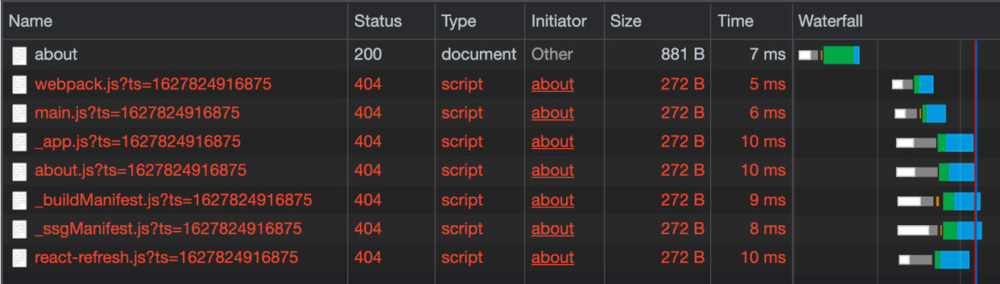 Name Status Type Initiator Size Time Waterfall
about 200 document Other 881 B 7 ms
webpack.js?ts=1627824916875 404 script about 272 B 5 ms
main.js?ts=1627824916875 404 script about 272 B 6 ms
_app.js?ts=1627824916875 404 script about 272 B 10 ms
about.js?ts=1627824916875 404 script about 272 B 10 ms
_buildManifest.js?ts=1627824916875 404 script about 272 B 9 ms
_ssgManifest.js?ts=1627824916875 404 script about 272 B 8 ms
react-refresh.js?ts=1627824916875 404 script about 272 B 10 ms